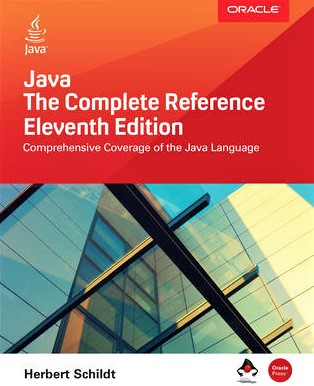 Java
ORACLE
Java
The Complete Reference
Eleventh Edition
Comprehensive Coverage of the Java Language
Herbert Schildt
Oracle
Press